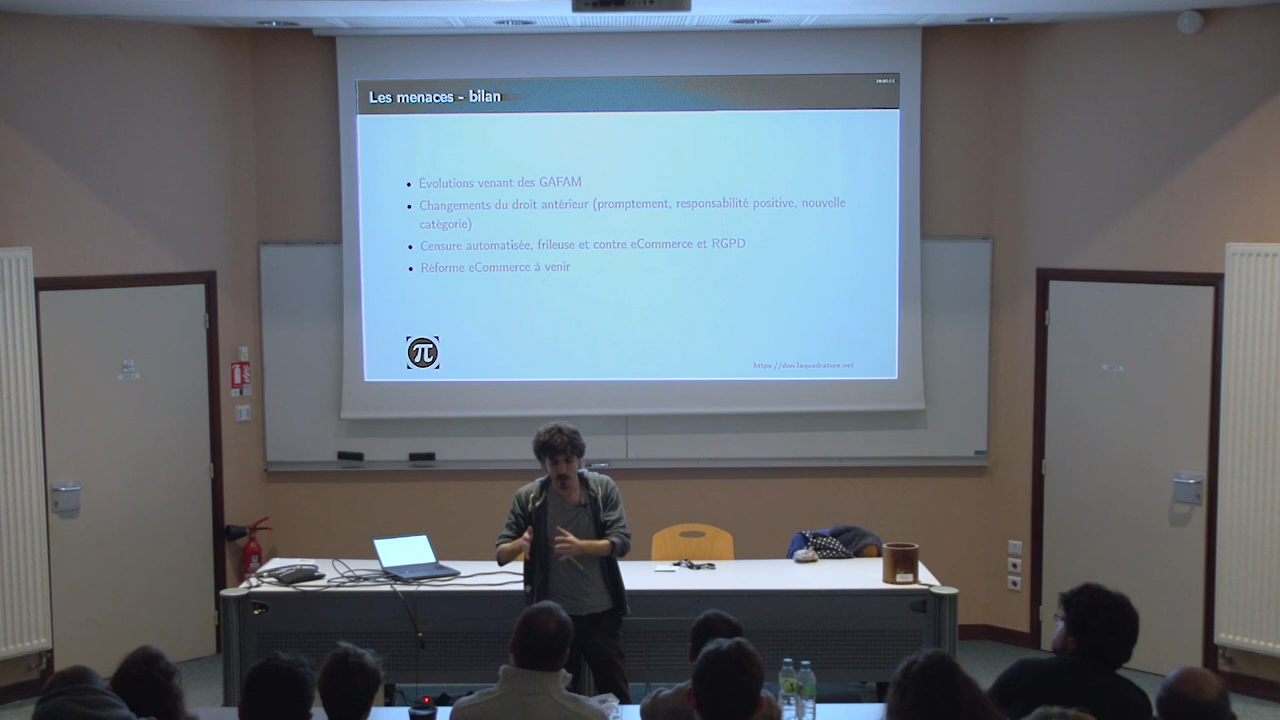 Les menaces - bilan
Évolutions venant des GAFAM
Changements du droit antérieur (promptement, responsabilité positive, nouvelle
catégorie)
Censure automatisée, frileuse et contre eCommerce et RGPD
Réforme eCommerce à venir
π
https://don.laquadrature.net